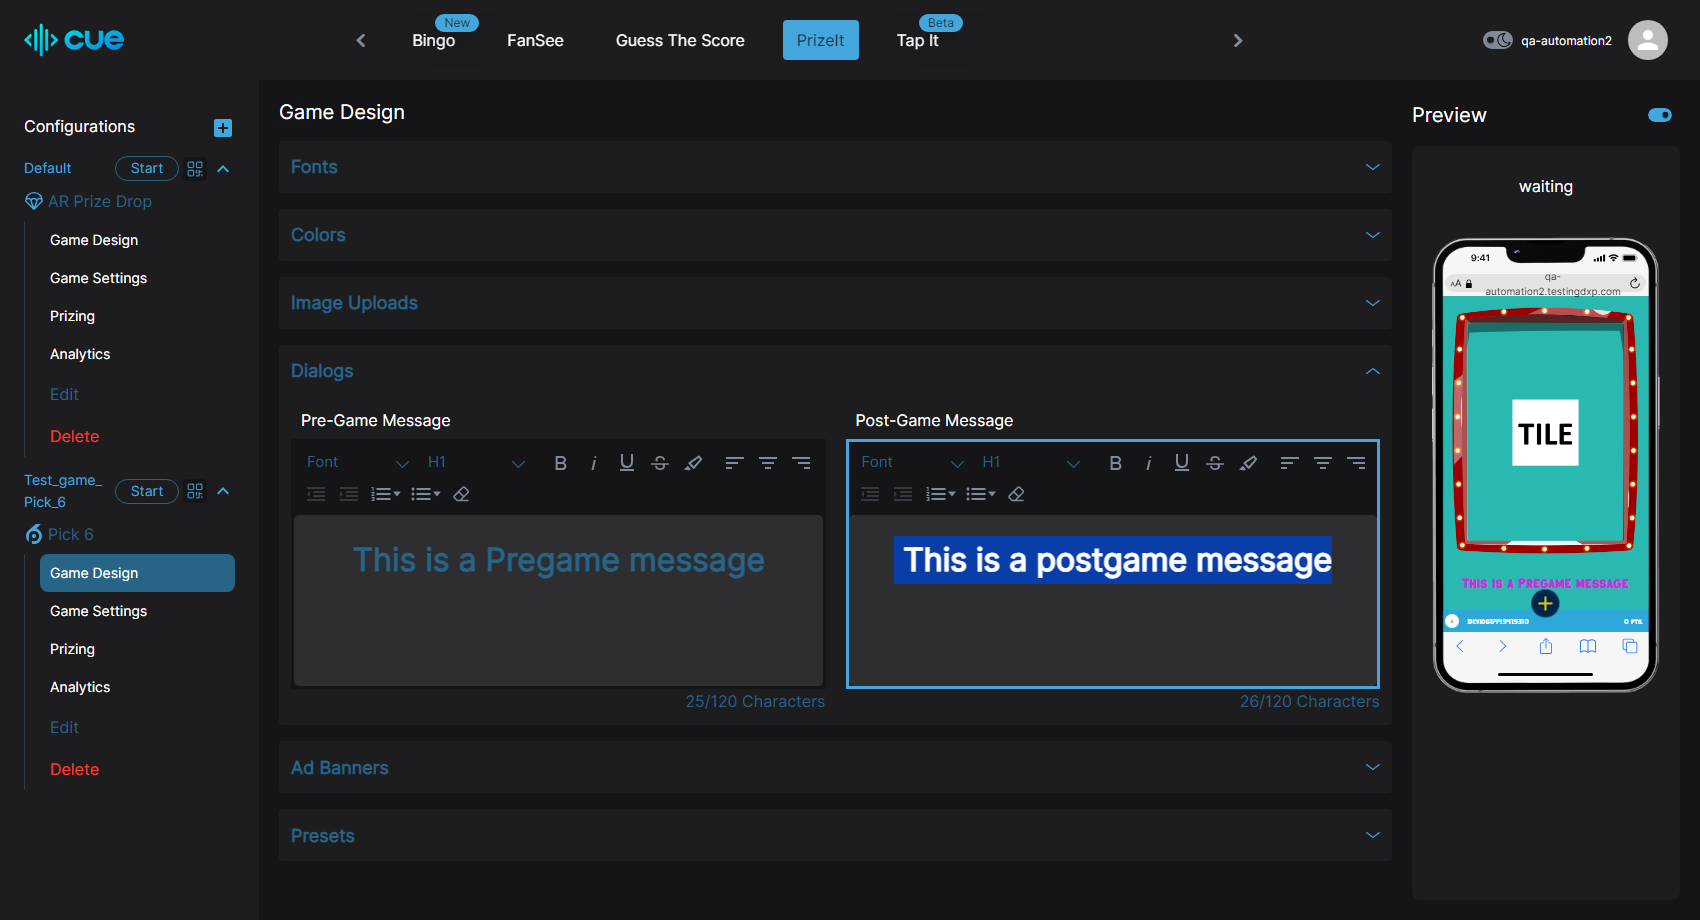 cue
New
Bingo
FanSee
Guess The Score
PrizeIt
Beta
Tap It
qa-automation2
Configurations
Default
Start
AR Prize Drop
Game Design
Game Settings
Prizing
Analytics
Edit
Delete
Test_game_
Pick_6
Start
Pick 6
Game Design
Game Settings
Prizing
Analytics
Edit
Delete
Game Design
Fonts
Colors
Image Uploads
Dialogs
Pre-Game Message
Font
H1
B i U S
This is a Pregame message
25/120 Characters
Post-Game Message
Font
H1
B i U S
This is a postgame message
26/120 Characters
Ad Banners
Presets
Preview
waiting
9:41
AA
qa-
automation2.testingdxp.com
TILE
This is a Pregame message
0 PTS.